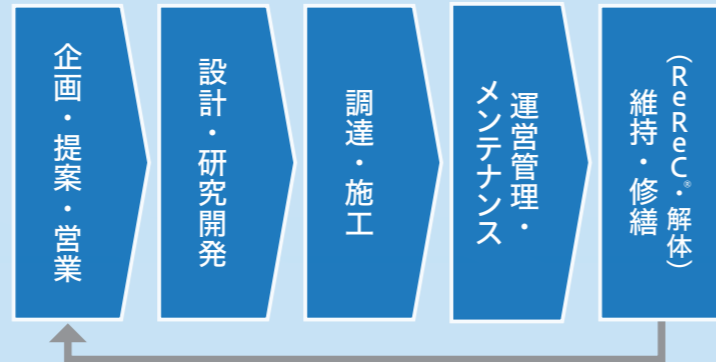 企画・提案・営業
設計・研究開発
調達・施工
運営管理・
メンテナンス
(ReReC®・解体)
維持・修繕